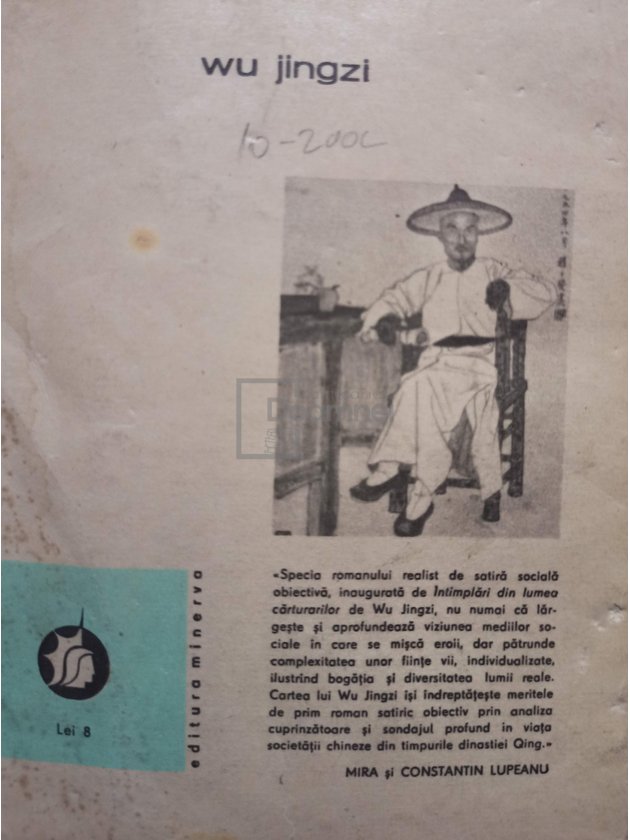 wu jingzi
10-200
«Specia romanului realist de satiră socială
obiectivă, inaugurată de Întîmplări din lumea
cărturarilor de Wu Jingzi, nu numai că lăr-
gește și aprofundează viziunea mediilor so-
ciale în care se mișcă eroii, dar pătrunde
complexitatea unor ființe vii, individualizate,
ilustrînd bogăția și diversitatea lumii reale.
Cartea lui Wu Jingzi își îndreptățește meritele
de prim roman satiric obiectiv prin analiza
cuprinzătoare și sondajul profund în viața
societății chineze din timpurile dinastiei Qing.»
MIRA și CONSTANTIN LUPEANU
editura minerva
Lei 8